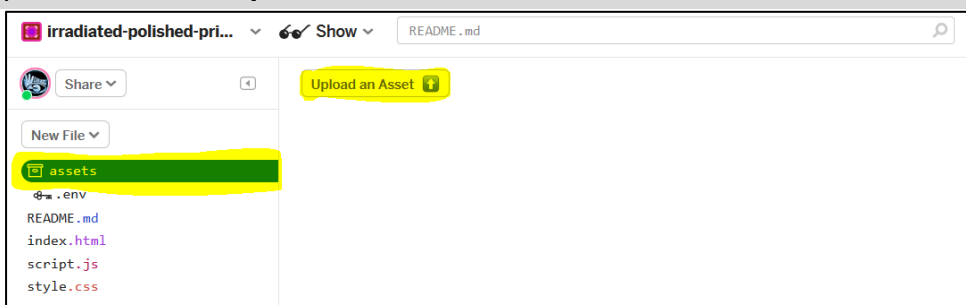 irradiated-polished-pri... Show README.md
Share
Upload an Asset
New File
assets
.env
README.md
index.html
script.js
style.css